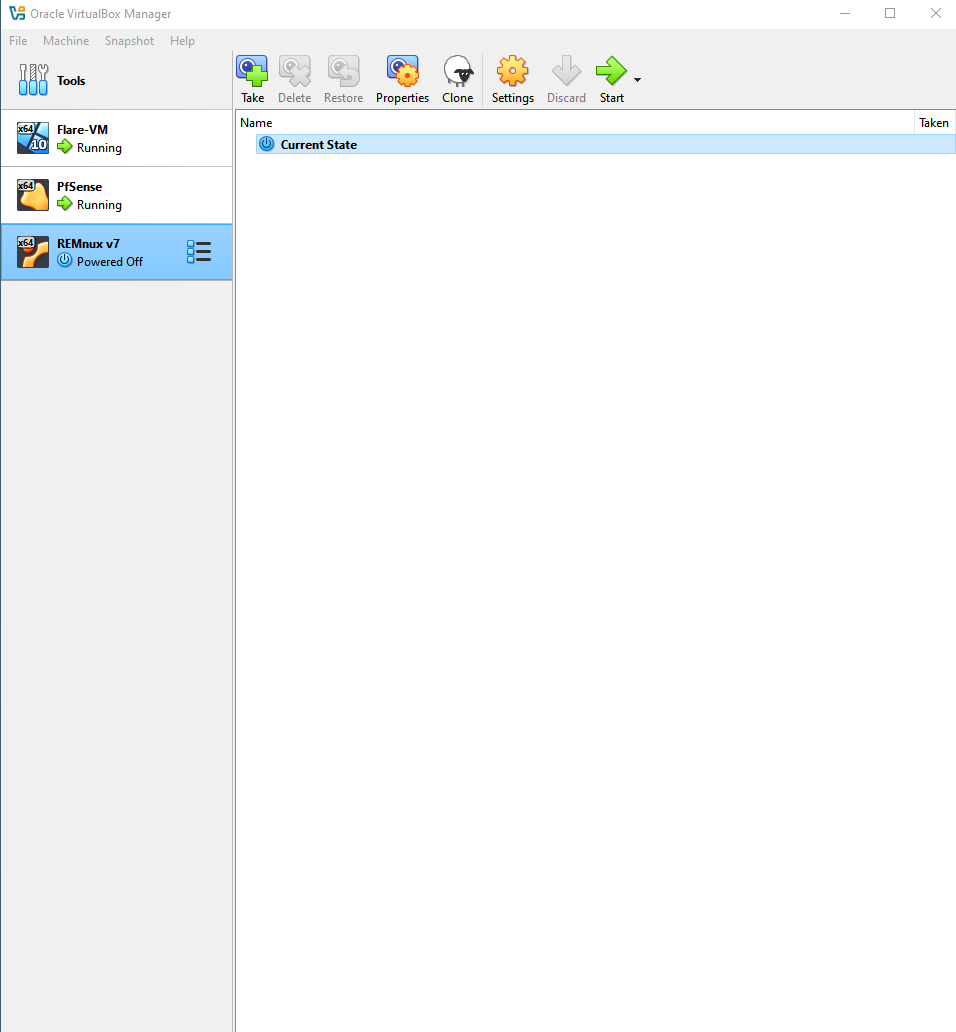 Oracle VirtualBox Manager
File Machine Snapshot Help
Tools
Take Delete Restore Properties Clone Settings Discard Start
Name Taken
Current State
x64 10 Flare-VM
Running
x64 PfSense
Running
x64 REMnux v7
Powered Off